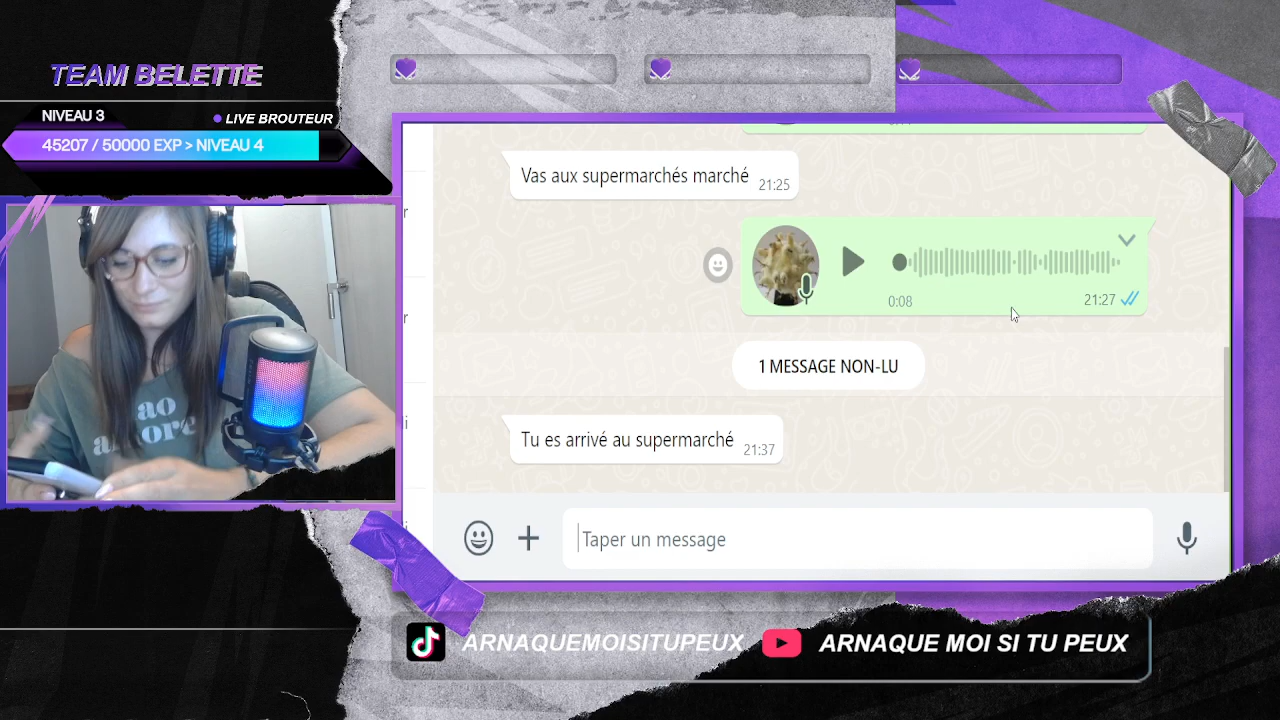 TEAM BELETTE
NIVEAU 3
LIVE BROUTEUR
45207 / 50000 EXP > NIVEAU 4
Vas aux supermarchés marché 21:25
0:08 21:27
1 MESSAGE NON-LU
Tu es arrivé au supermarché 21:37
Taper un message
ao
amore
ARNAQUEMOISITUPEUX ARNAQUE MOI SI TU PEUX